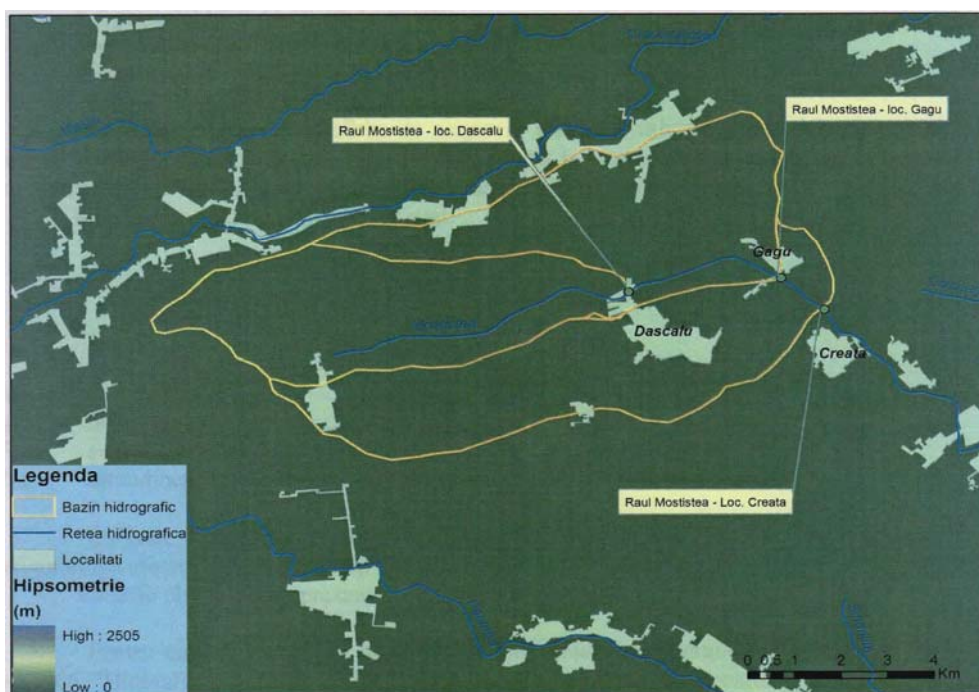 Raul Mostistea - loc. Gagu
Raul Mostistea - loc. Dascalu
Gagu
Dascalu
Creata
Raul Mostistea - Loc. Creata
Legenda
Bazin hidrografic
Retea hidrografica
Localitati
Hipsometrie
(m)
High : 2505
Low : 0
0 0,5 1 2 3 4
Km